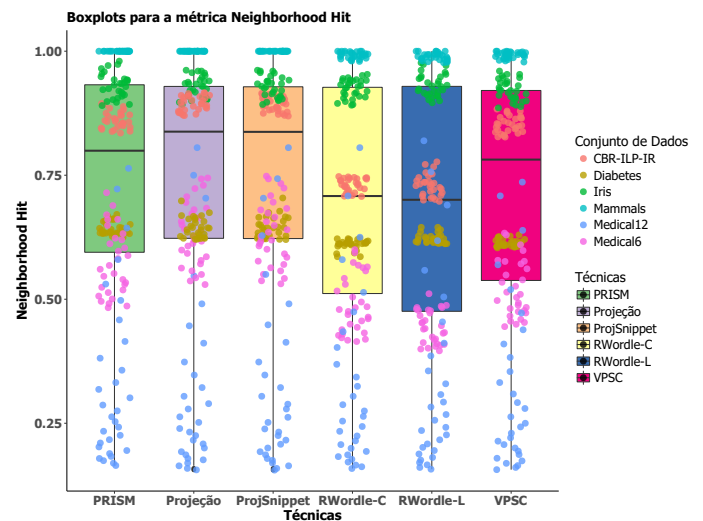 Boxplots para a métrica Neighborhood Hit
Neighborhood Hit
1.00
0.75
0.50
0.25
PRISM Projeção ProjSnippet RWordle-C RWordle-L VPSC
Técnicas
Conjunto de Dados
CBR-ILP-IR
Diabetes
Iris
Mammals
Medical12
Medical6
Técnicas
PRISM
Projeção
ProjSnippet
RWordle-C
RWordle-L
VPSC